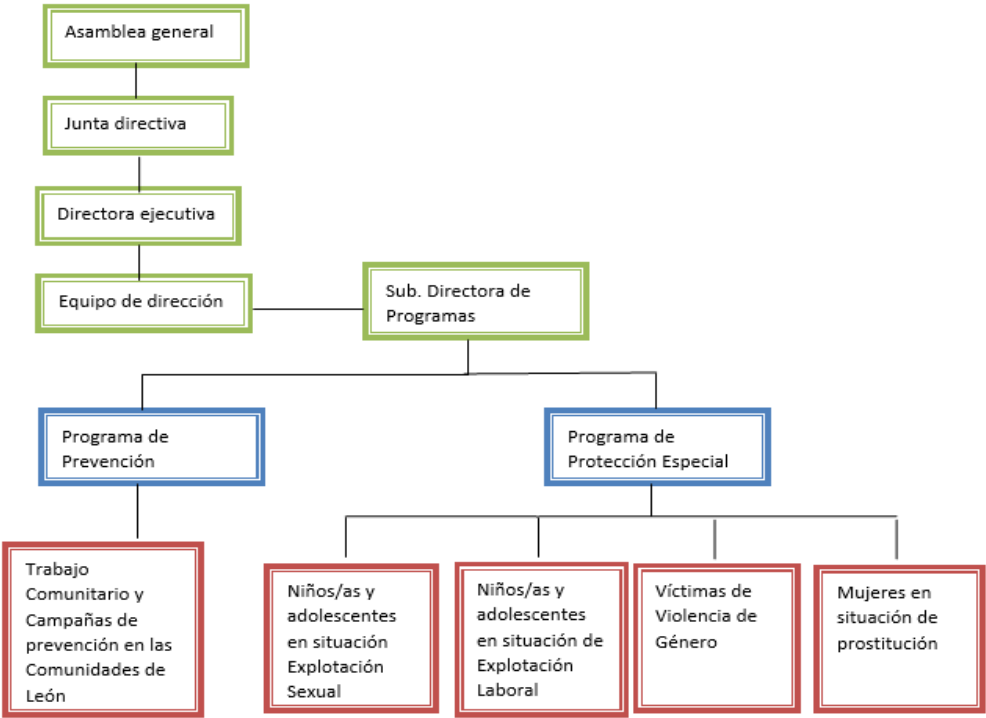 Asamblea general
Junta directiva
Directora ejecutiva
Equipo de dirección
Sub. Directora de
Programas
Programa de
Prevención
Programa de
Protección Especial
Trabajo
Comunitario y
Campañas de
prevención en las
Comunidades de
León
Niños/as y
adolescentes
en situación
Explotación
Sexual
Niños/as y
adolescentes
en situación de
Explotación
Laboral
Víctimas de
Violencia de
Género
Mujeres en
situación de
prostitución